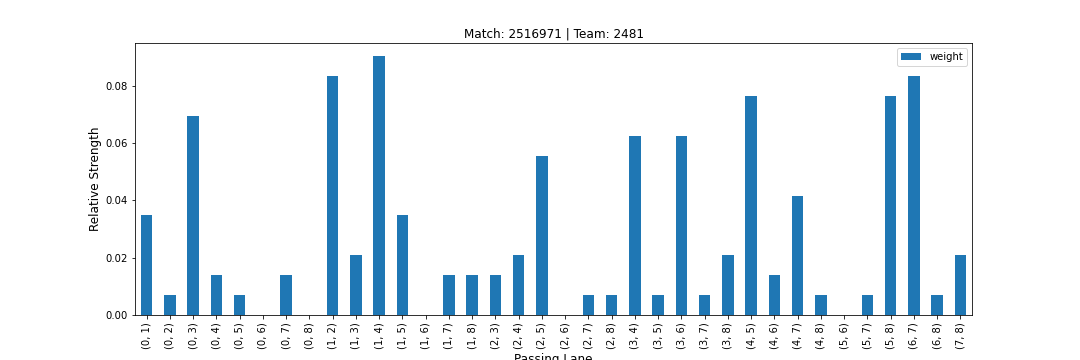 Match: 2516971 | Team: 2481
weight
Relative Strength
0.08
0.06
0.04
0.02
0.00
(0, 1) (0, 2) (0, 3) (0, 4) (0, 5) (0, 6) (0, 7) (0, 8) (1, 2) (1, 3) (1, 4) (1, 5) (1, 6) (1, 7) (1, 8) (2, 3) (2, 4) (2, 5) (2, 6) (2, 7) (2, 8) (3, 4) (3, 5) (3, 6) (3, 7) (3, 8) (4, 5) (4, 6) (4, 7) (4, 8) (5, 6) (5, 7) (5, 8) (6, 7) (6, 8) (7, 8)
Passing Lane